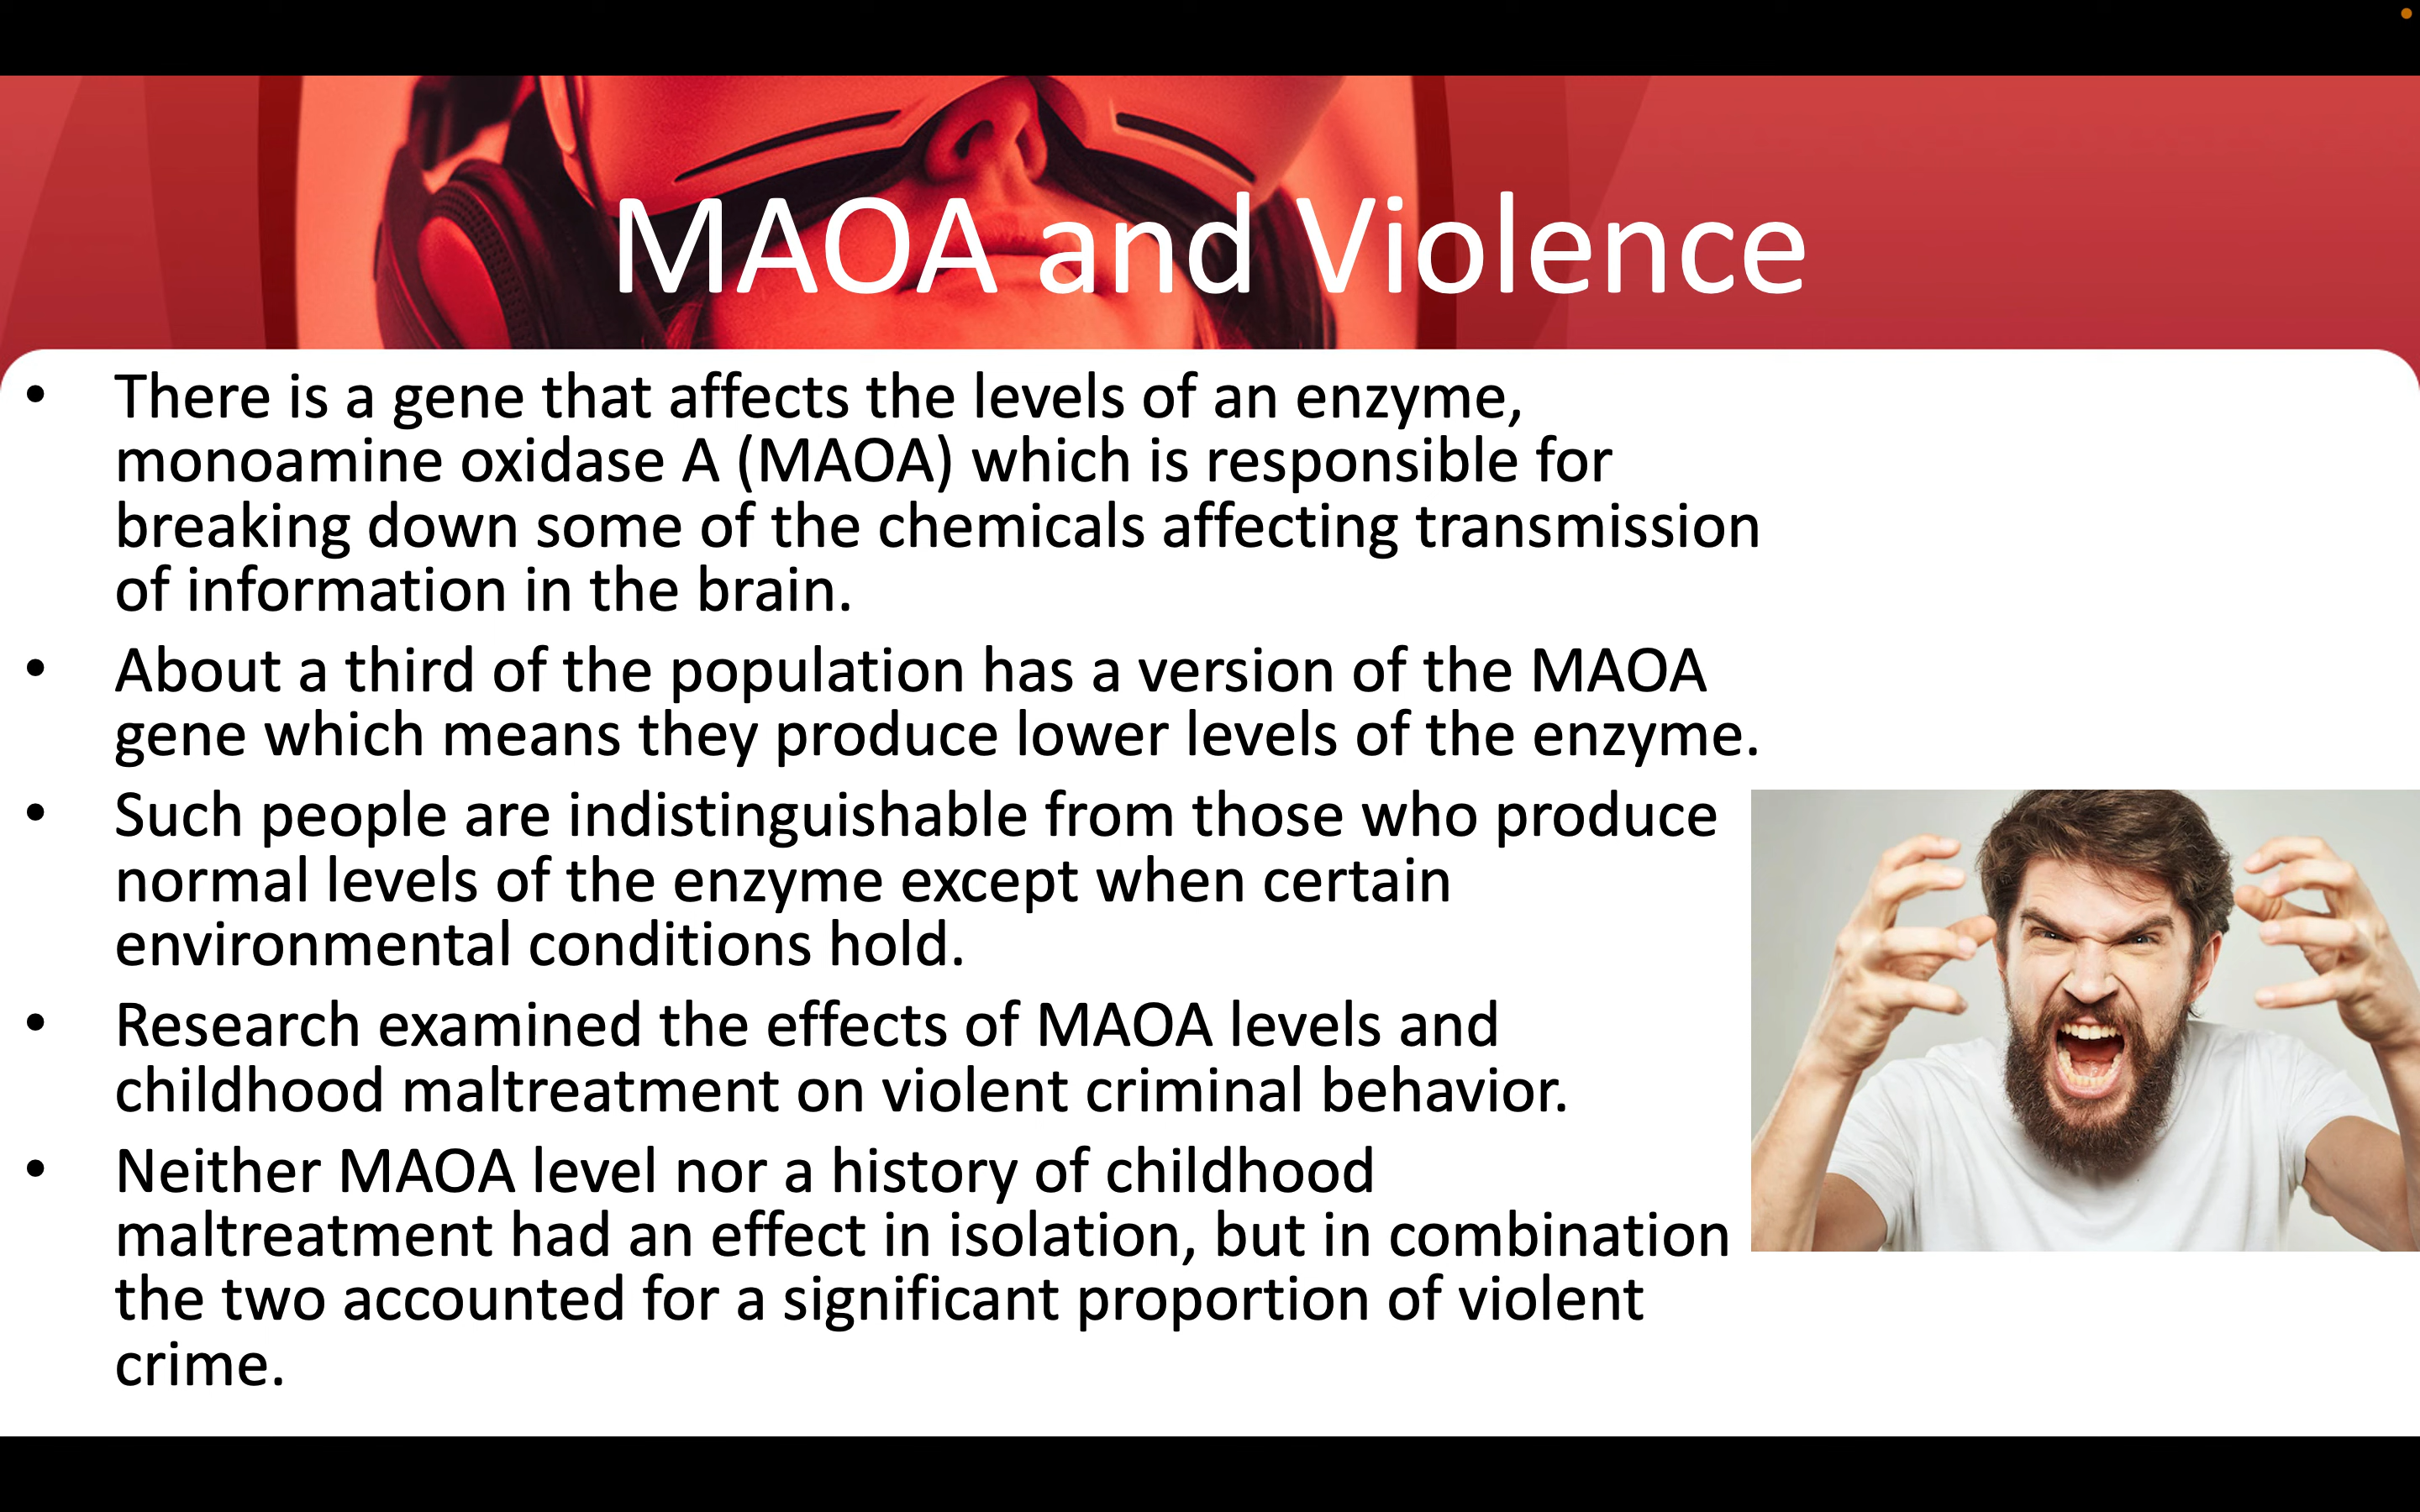 MAOA and Violence
• There is a gene that affects the levels of an enzyme,
monoamine oxidase A (MAOA) which is responsible for
breaking down some of the chemicals affecting transmission
of information in the brain.
• About a third of the population has a version of the MAOA
gene which means they produce lower levels of the enzyme.
• Such people are indistinguishable from those who produce
normal levels of the enzyme except when certain
environmental conditions hold.
• Research examined the effects of MAOA levels and
childhood maltreatment on violent criminal behavior.
• Neither MAOA level nor a history of childhood
maltreatment had an effect in isolation, but in combination
the two accounted for a significant proportion of violent
crime.